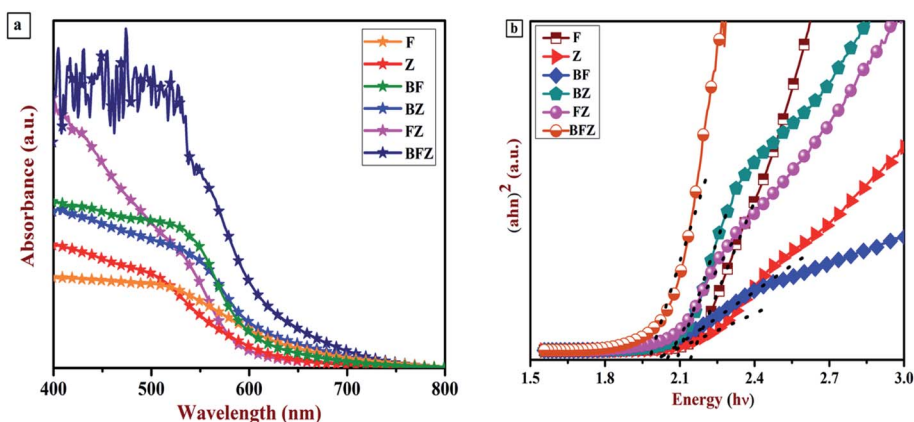 a
F
Z
BF
BZ
FZ
BFZ
Absorbance (a.u.)
400 500 600 700 800
Wavelength (nm)
b
F
Z
BF
BZ
FZ
BFZ
(ahn)² (a.u.)
1.5 1.8 2.1 2.4 2.7 3.0
Energy (hν)